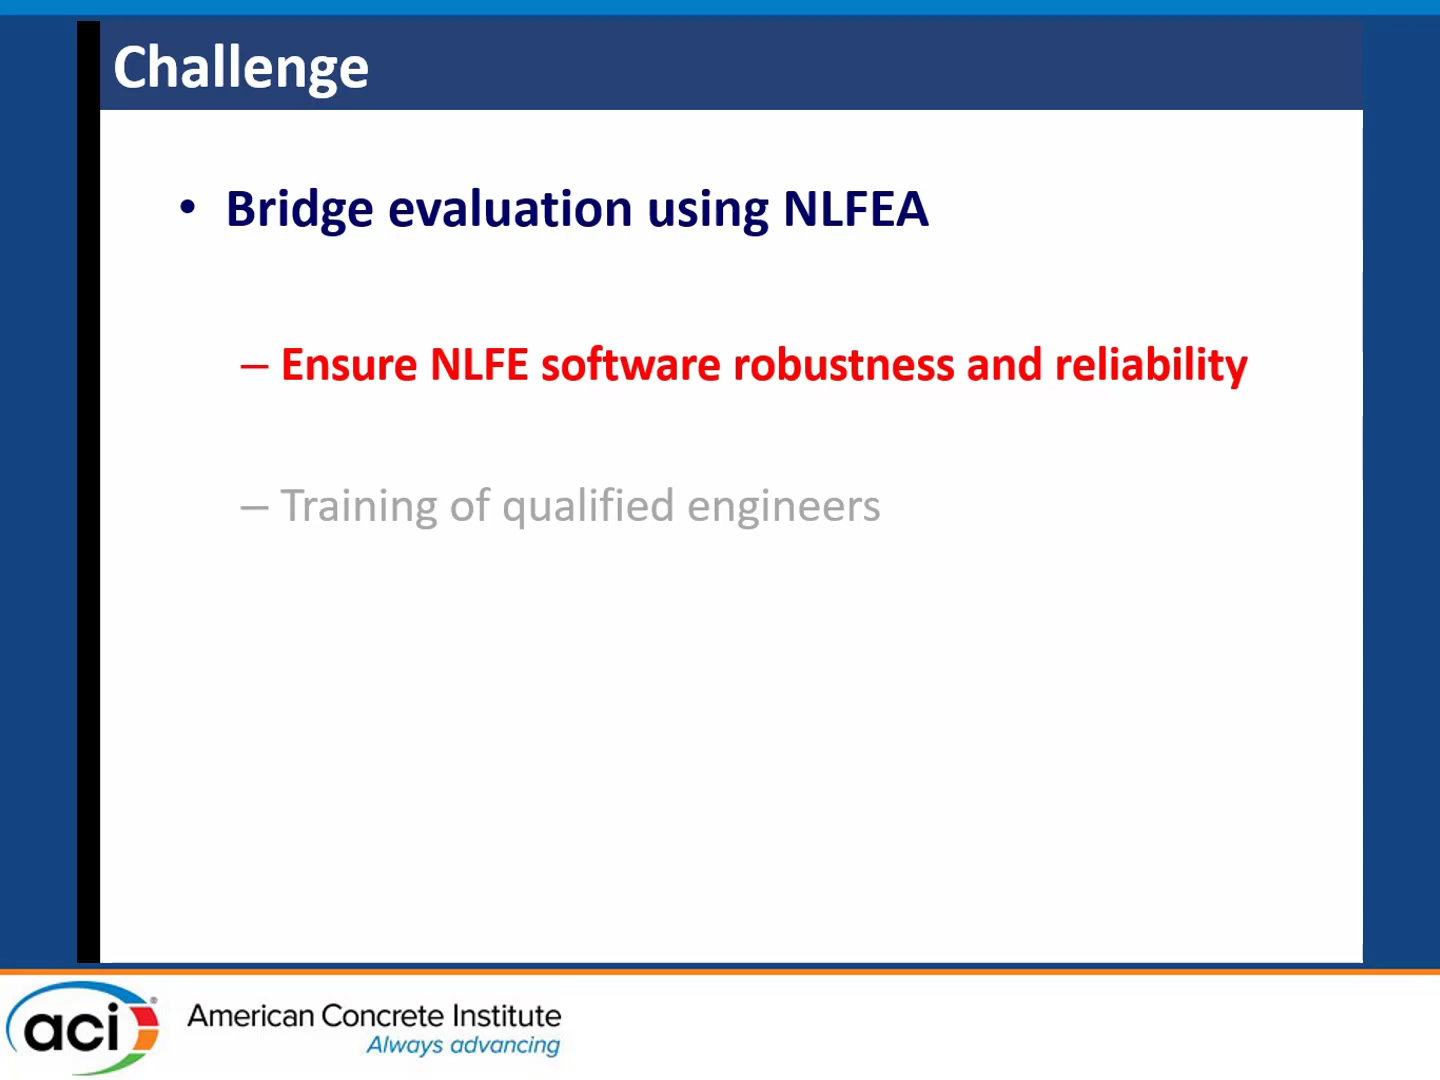 Challenge
• Bridge evaluation using NLFEA
– Ensure NLFE software robustness and reliability
– Training of qualified engineers
aci®
American Concrete Institute
Always advancing